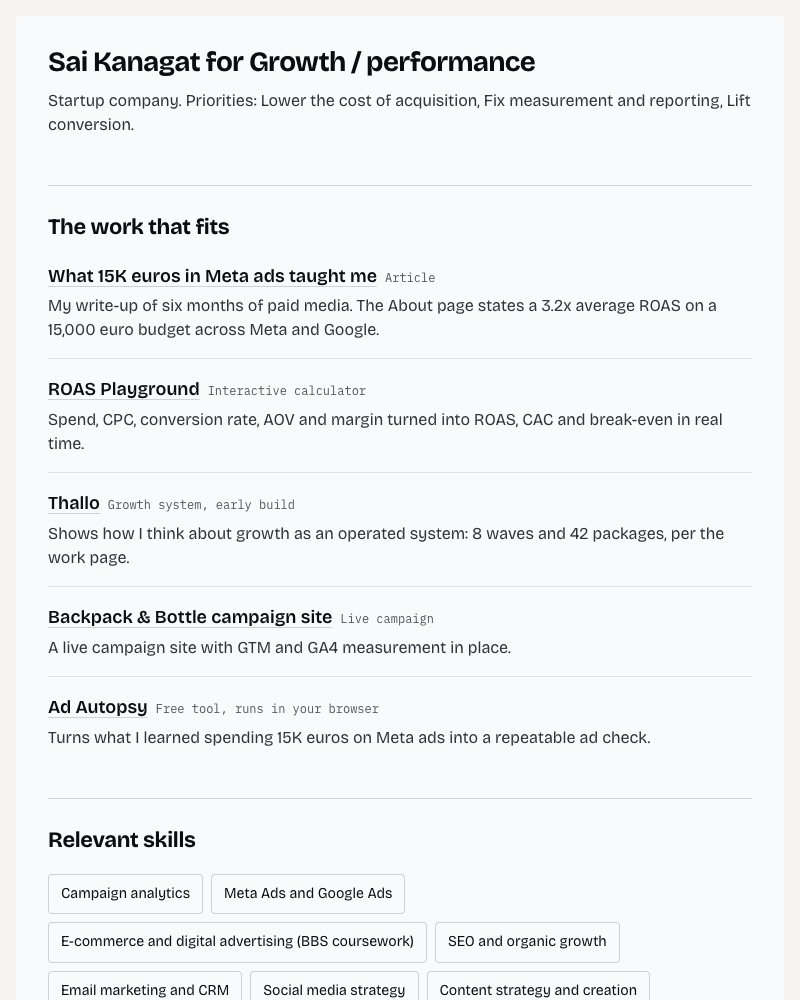 Sai Kanagat for Growth / performance
Startup company. Priorities: Lower the cost of acquisition, Fix measurement and reporting, Lift
conversion.
The work that fits
What 15K euros in Meta ads taught me Article
My write-up of six months of paid media. The About page states a 3.2x average ROAS on a
15,000 euro budget across Meta and Google.
ROAS Playground Interactive calculator
Spend, CPC, conversion rate, AOV and margin turned into ROAS, CAC and break-even in real
time.
Thallo Growth system, early build
Shows how I think about growth as an operated system: 8 waves and 42 packages, per the
work page.
Backpack & Bottle campaign site Live campaign
A live campaign site with GTM and GA4 measurement in place.
Ad Autopsy Free tool, runs in your browser
Turns what I learned spending 15K euros on Meta ads into a repeatable ad check.
Relevant skills
Campaign analytics Meta Ads and Google Ads
E-commerce and digital advertising (BBS coursework) SEO and organic growth
Email marketing and CRM Social media strategy Content strategy and creation